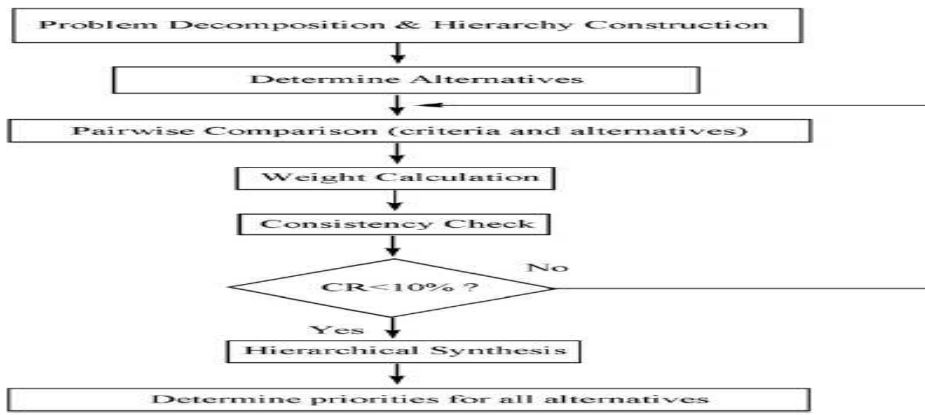 Problem Decomposition & Hierarchy Construction
Determine Alternatives
Pairwise Comparison (criteria and alternatives)
Weight Calculation
Consistency Check
No
CR<10% ?
Yes
Hierarchical Synthesis
Determine priorities for all alternatives